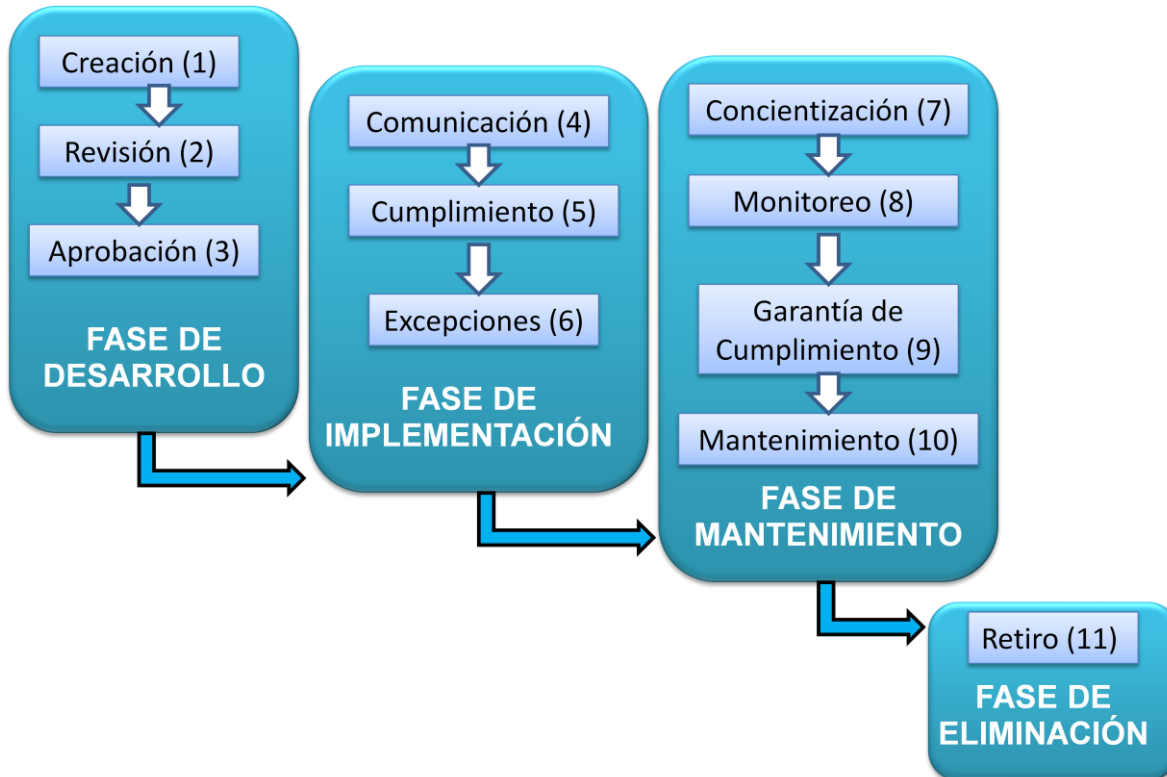 Creación (1)
Revisión (2)
Aprobación (3)
FASE DE
DESARROLLO
Comunicación (4)
Cumplimiento (5)
Excepciones (6)
FASE DE
IMPLEMENTACIÓN
Concientización (7)
Monitoreo (8)
Garantía de
Cumplimiento (9)
Mantenimiento (10)
FASE DE
MANTENIMIENTO
Retiro (11)
FASE DE
ELIMINACIÓN